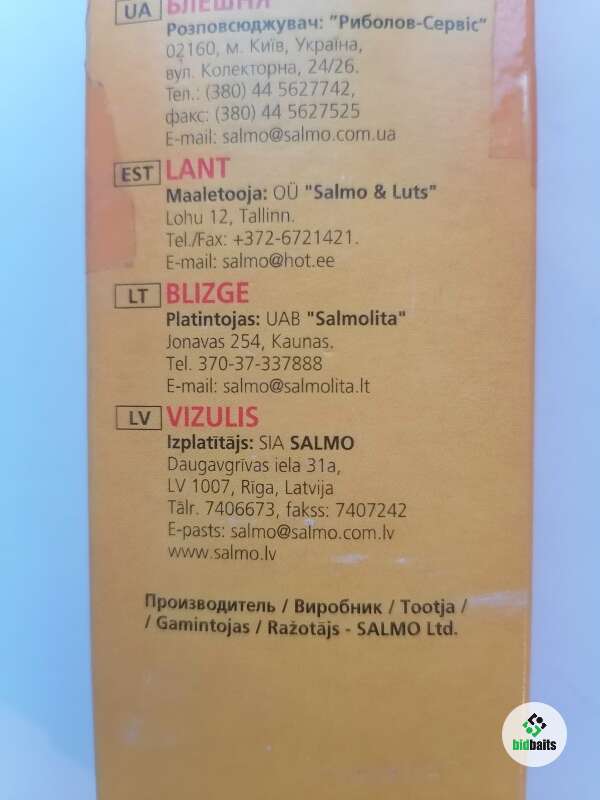 UA БЛЕШНЯ
Розповсюджувач: "Риболов-Сервіс"
02160, м. Київ, Україна,
вул. Колекторна, 24/26.
Тел.: (380) 44 5627742,
факс: (380) 44 5627525
E-mail: salmo@salmo.com.ua
EST LANT
Maaletooja: OÜ "Salmo & Luts"
Lohu 12, Tallinn.
Tel./Fax: +372-6721421.
E-mail: salmo@hot.ee
LT BLIZGE
Platintojas: UAB "Salmolita"
Jonavas 254, Kaunas.
Tel. 370-37-337888
E-mail: salmo@salmolita.lt
LV VIZULIS
Izplatītājs: SIA SALMO
Daugavgrīvas iela 31a,
LV 1007, Rīga, Latvija
Tālr. 7406673, fakss: 7407242
E-pasts: salmo@salmo.com.lv
www.salmo.lv
Производитель / Виробник / Tootja /
/ Gamintojas / Ražotājs - SALMO Ltd.
bidbaits